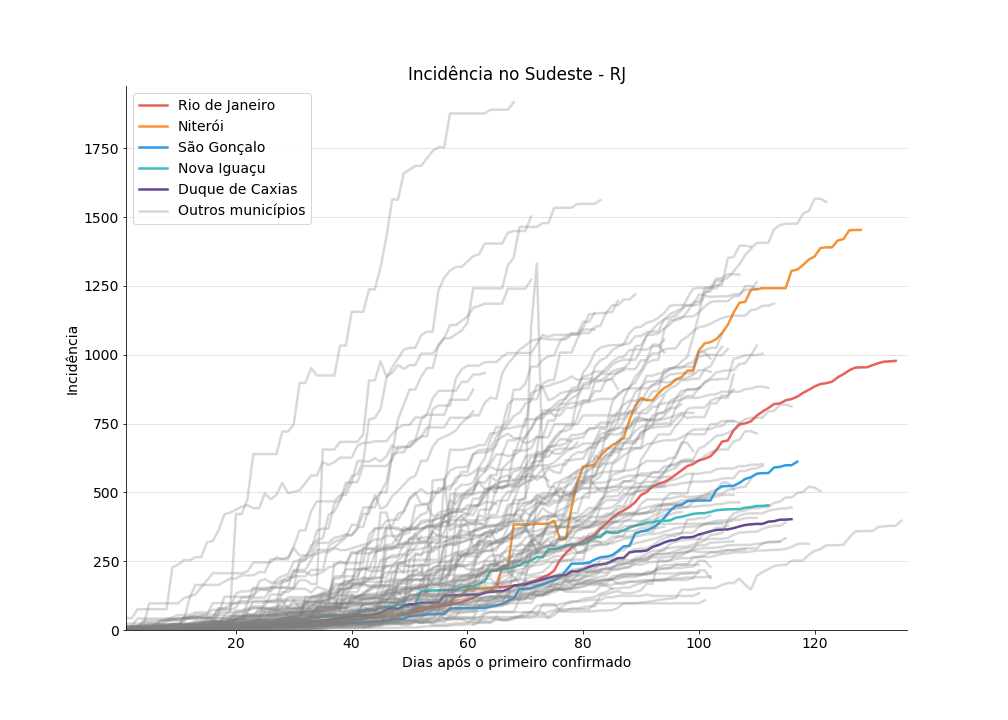 Incidência no Sudeste - RJ
Rio de Janeiro
Niterói
São Gonçalo
Nova Iguaçu
Duque de Caxias
Outros municípios
Incidência
1750
1500
1250
1000
750
500
250
0
20 40 60 80 100 120
Dias após o primeiro confirmado